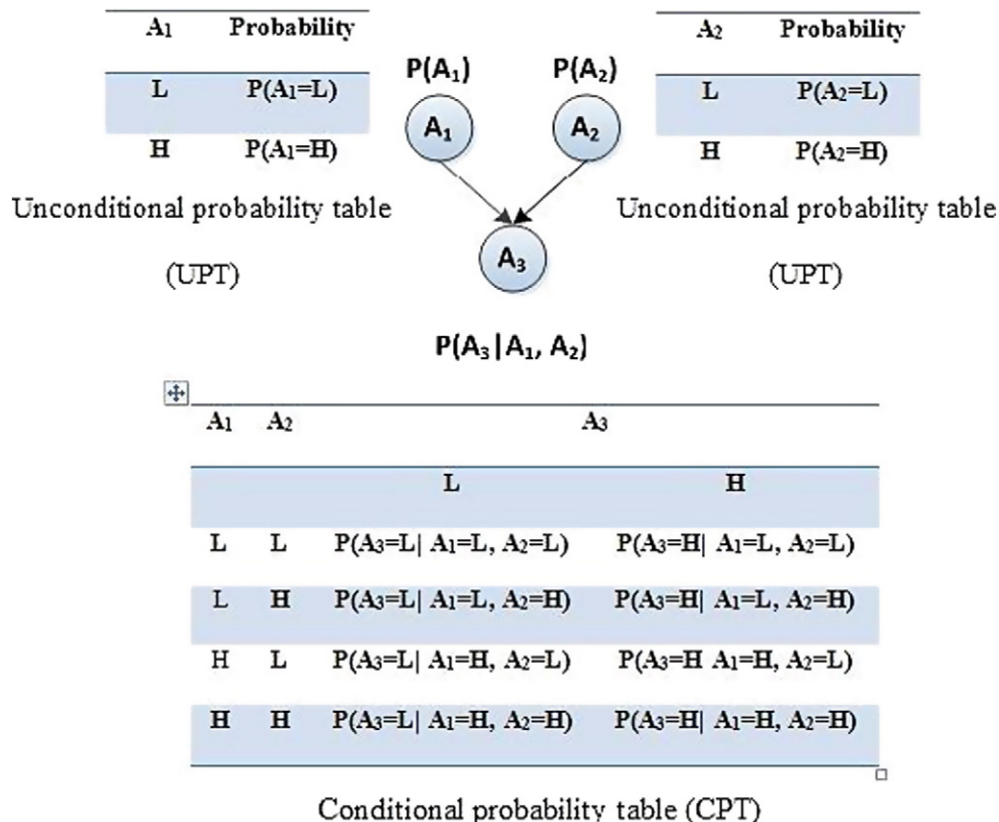 A₁ Probability
L P(A₁=L)
H P(A₁=H)
Unconditional probability table
(UPT)
P(A₁) P(A₂)
A₁ A₂
A₃
P(A₃|A₁, A₂)
A₂ Probability
L P(A₂=L)
H P(A₂=H)
Unconditional probability table
(UPT)
A₁ A₂ A₃
L H
L L P(A₃=L| A₁=L, A₂=L) P(A₃=H| A₁=L, A₂=L)
L H P(A₃=L| A₁=L, A₂=H) P(A₃=H| A₁=L, A₂=H)
H L P(A₃=L| A₁=H, A₂=L) P(A₃=H A₁=H, A₂=L)
H H P(A₃=L| A₁=H, A₂=H) P(A₃=H| A₁=H, A₂=H)
Conditional probability table (CPT)